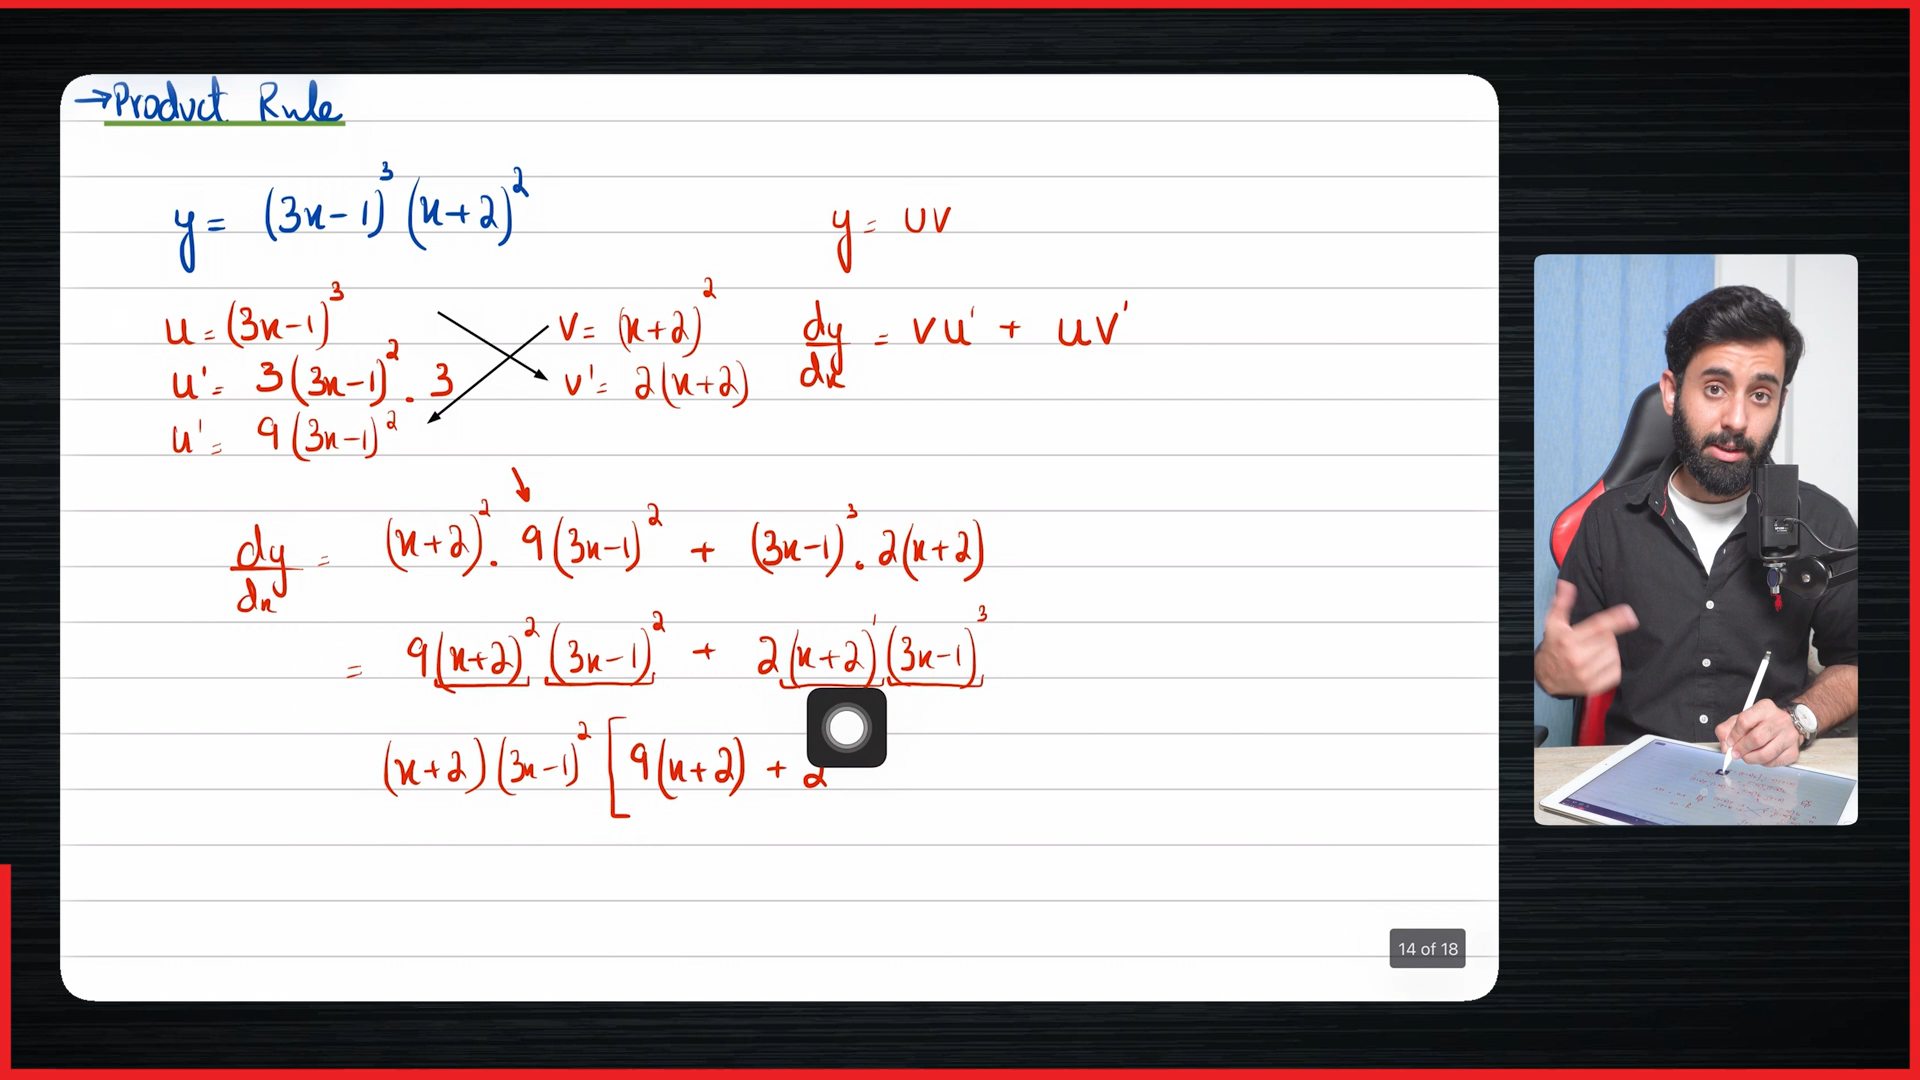 →Product Rule
y = (3x-1)³ (x+2)²
y = uv
u = (3x-1)³
v = (x+2)²
dy/dx = vu' + uv'
u' = 3(3x-1)² . 3
v' = 2(x+2)
u' = 9(3x-1)²
dy/dx = (x+2)² . 9(3x-1)² + (3x-1)³ . 2(x+2)
= 9(x+2)² (3x-1)² + 2(x+2)¹ (3x-1)³
(x+2)(3x-1)² [9(x+2) + 2
14 of 18